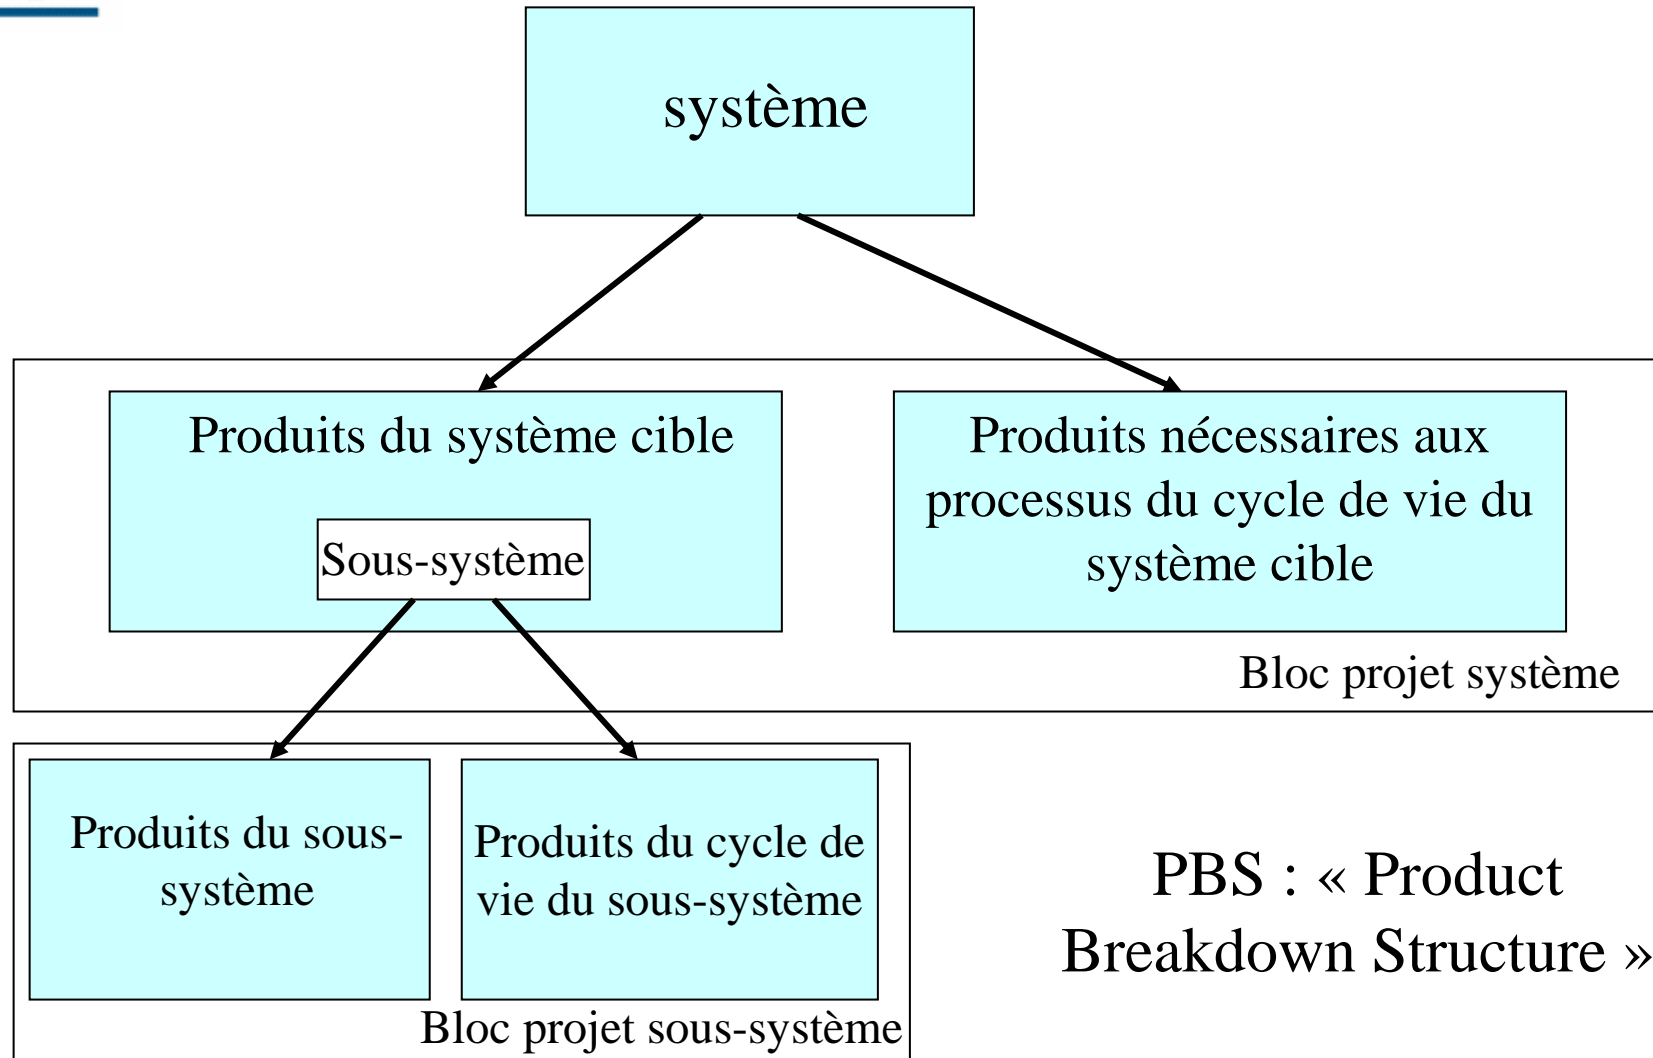 système
Produits du système cible
Sous-système
Produits nécessaires aux
processus du cycle de vie du
système cible
Bloc projet système
Produits du sous-
système
Produits du cycle de
vie du sous-système
Bloc projet sous-système
PBS : « Product
Breakdown Structure »